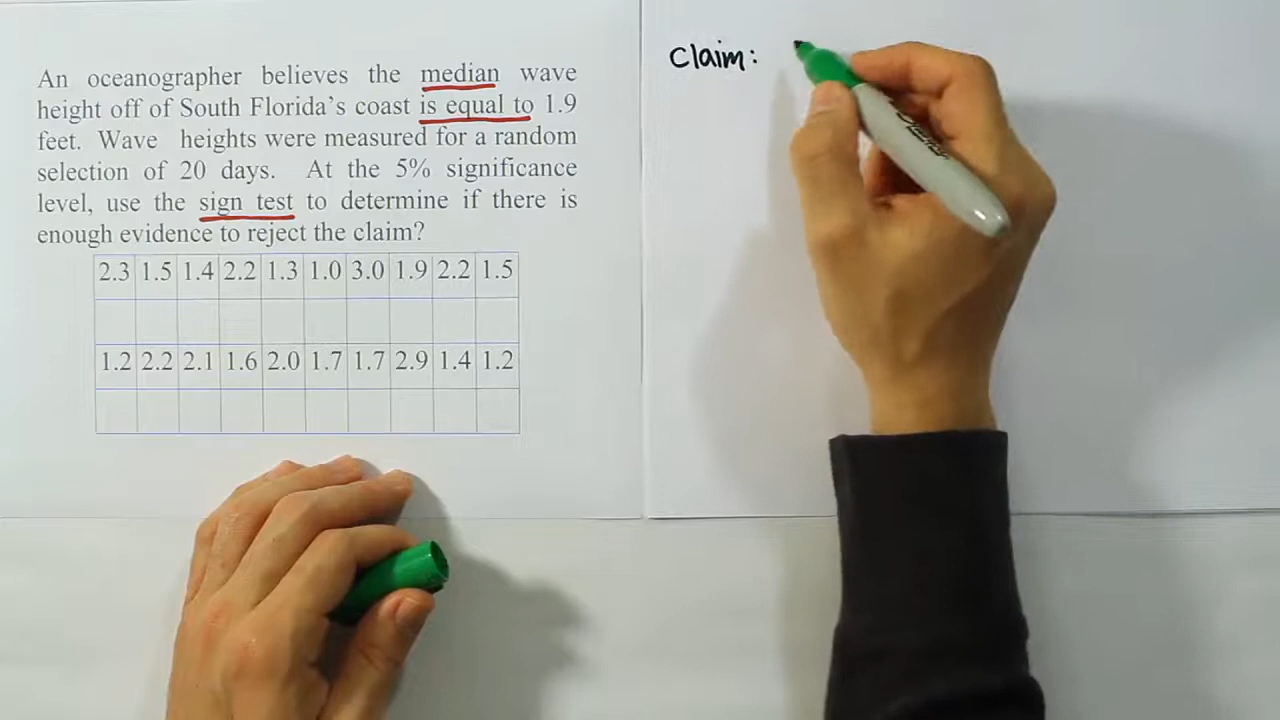 An oceanographer believes the median wave
height off of South Florida's coast is equal to 1.9
feet. Wave heights were measured for a random
selection of 20 days. At the 5% significance
level, use the sign test to determine if there is
enough evidence to reject the claim?
2.3 1.5 1.4 2.2 1.3 1.0 3.0 1.9 2.2 1.5
1.2 2.2 2.1 1.6 2.0 1.7 1.7 2.9 1.4 1.2
Claim:
Sharpie